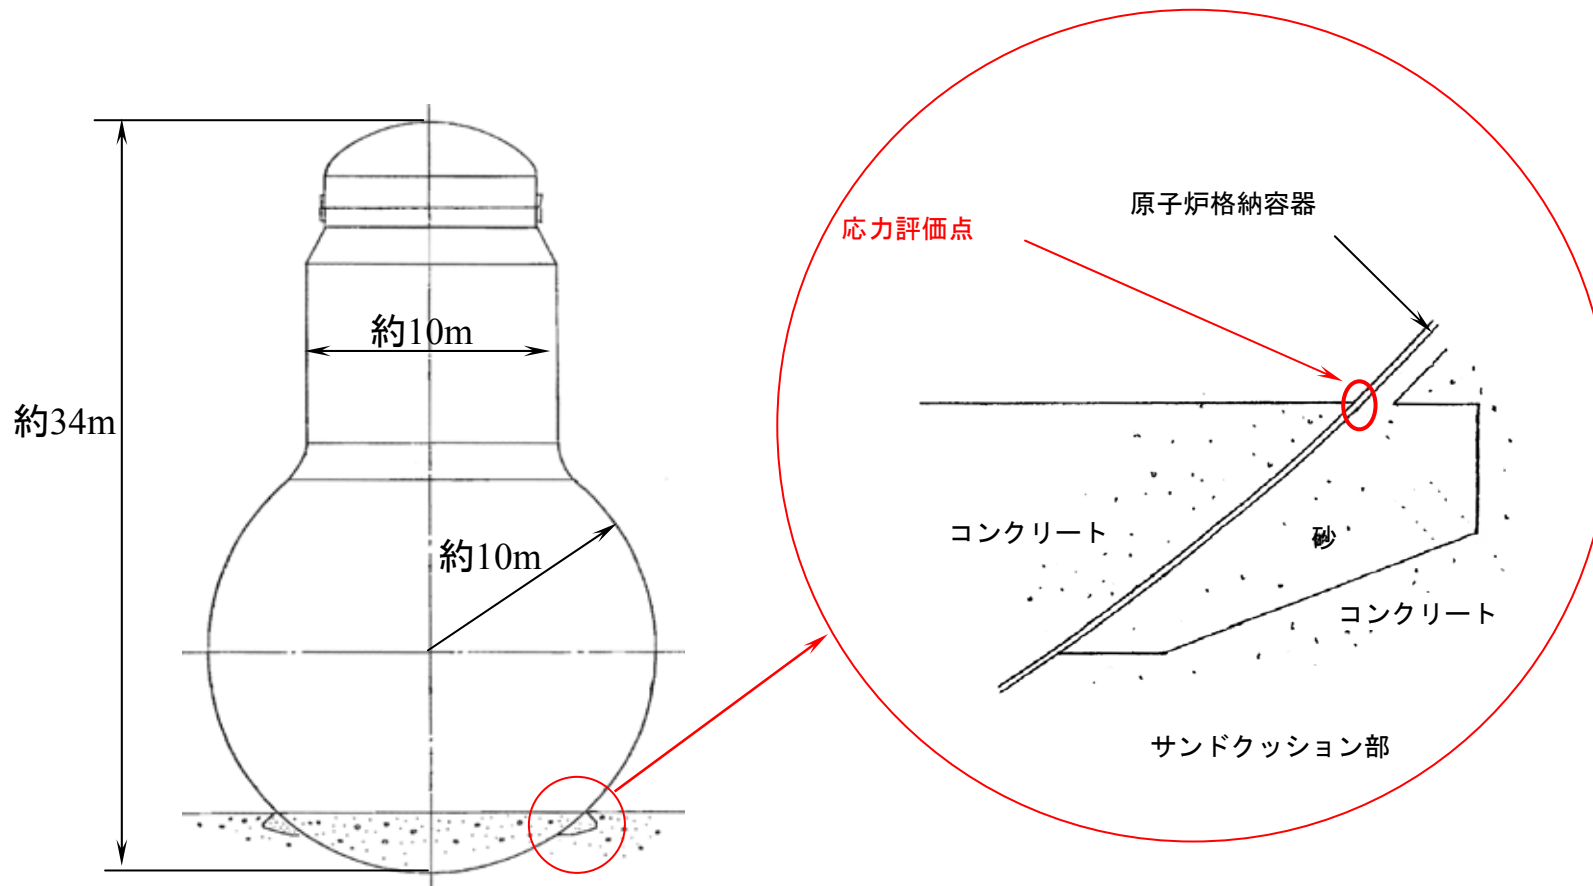 約10m
約34m
約10m
原子炉格納容器
応力評価点
コンクリート
砂
コンクリート
サンドクッション部